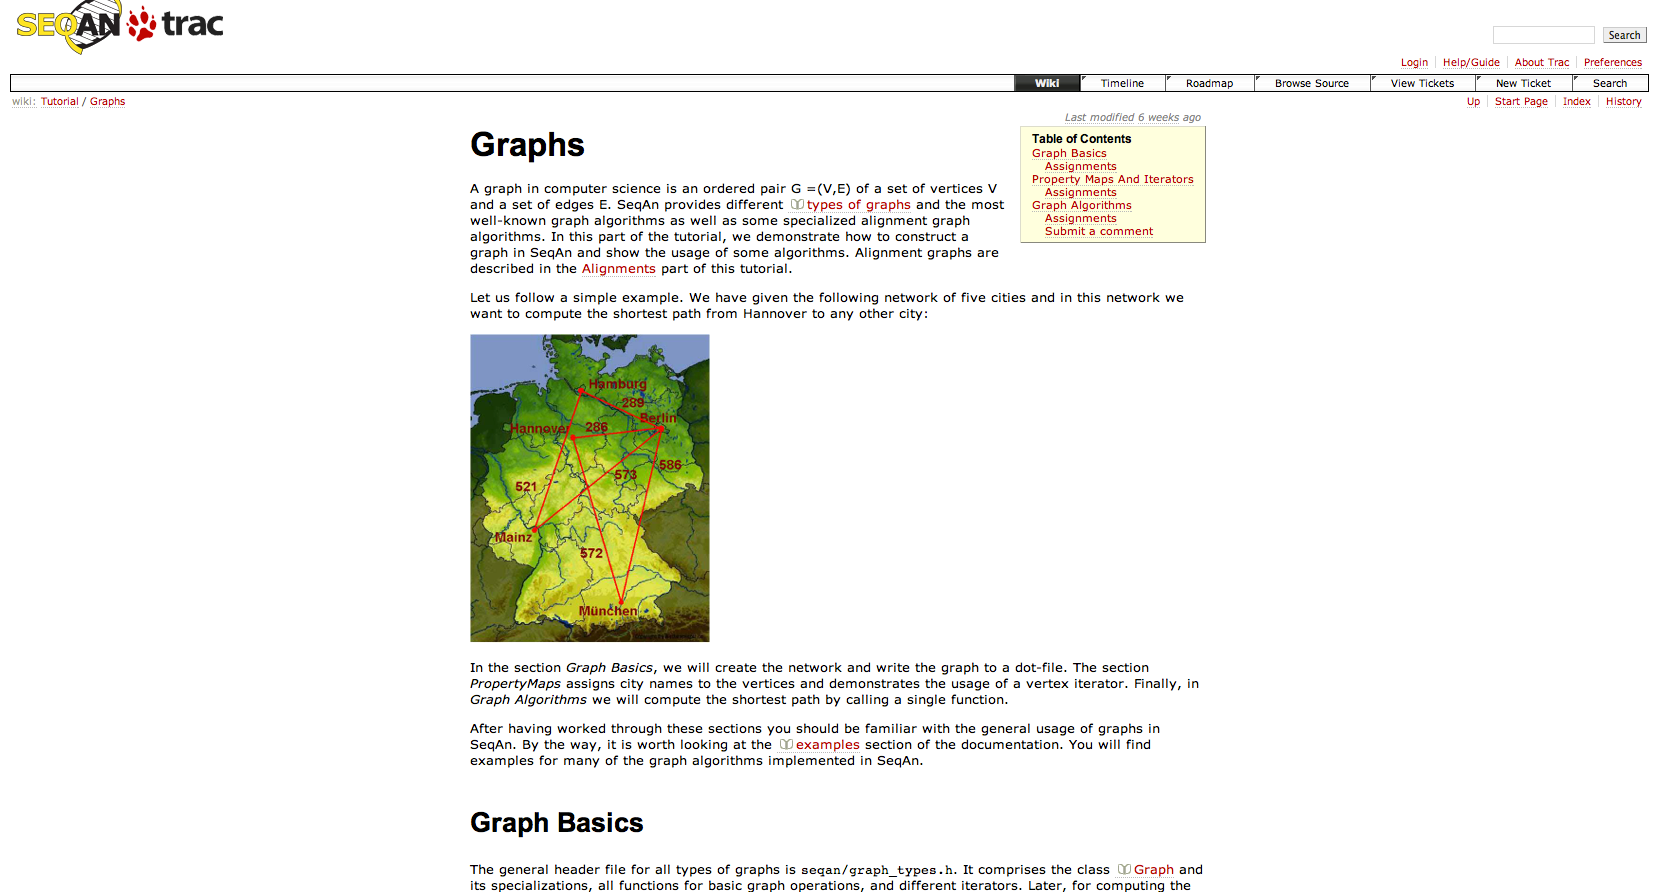 SEQAN trac
Search
Login Help/Guide About Trac Preferences
Wiki Timeline Roadmap Browse Source View Tickets New Ticket Search
wiki: Tutorial / Graphs
Up Start Page Index History
Last modified 6 weeks ago
Table of Contents
Graph Basics
Assignments
Property Maps And Iterators
Assignments
Graph Algorithms
Assignments
Submit a comment
Graphs
A graph in computer science is an ordered pair G =(V,E) of a set of vertices V
and a set of edges E. SeqAn provides different types of graphs and the most
well-known graph algorithms as well as some specialized alignment graph
algorithms. In this part of the tutorial, we demonstrate how to construct a
graph in SeqAn and show the usage of some algorithms. Alignment graphs are
described in the Alignments part of this tutorial.
Let us follow a simple example. We have given the following network of five cities and in this network we
want to compute the shortest path from Hannover to any other city:
Hamburg
289
Berlin
Hannover 286
586
573
521
Mainz
572
München
In the section Graph Basics, we will create the network and write the graph to a dot-file. The section
PropertyMaps assigns city names to the vertices and demonstrates the usage of a vertex iterator. Finally, in
Graph Algorithms we will compute the shortest path by calling a single function.
After having worked through these sections you should be familiar with the general usage of graphs in
SeqAn. By the way, it is worth looking at the examples section of the documentation. You will find
examples for many of the graph algorithms implemented in SeqAn.
Graph Basics
The general header file for all types of graphs is seqan/graph_types.h. It comprises the class Graph and
its specializations, all functions for basic graph operations, and different iterators. Later, for computing the